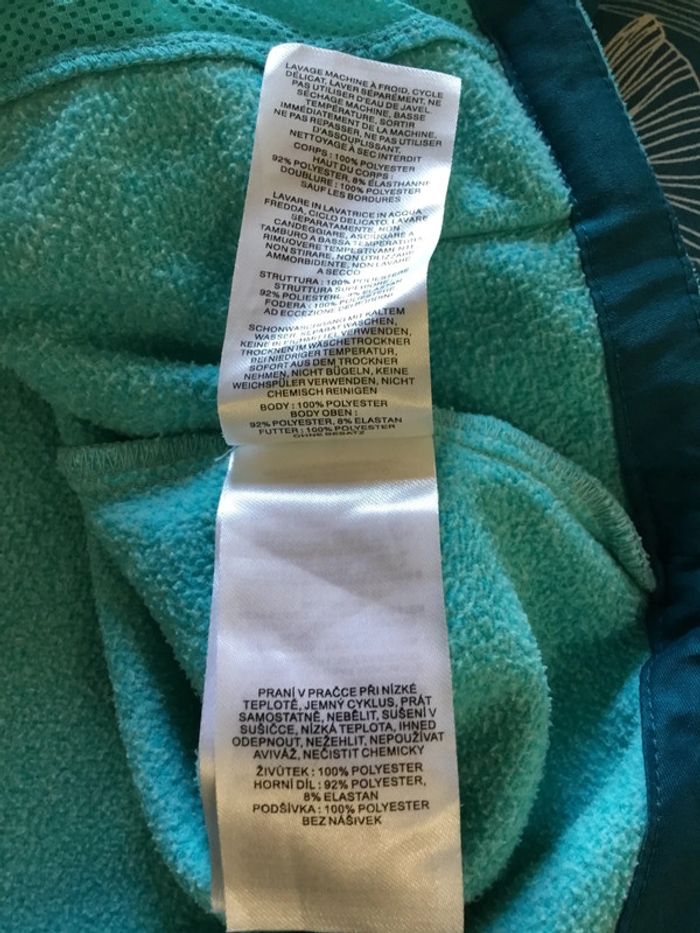 LAVAGE MACHINE À FROID, CYCLE
DÉLICAT, LAVER SÉPARÉMENT, NE
PAS UTILISER D'EAU DE JAVEL,
SÉCHAGE MACHINE, BASSE
TEMPÉRATURE, SORTIR
IMMÉDIATEMENT DE LA MACHINE,
NE PAS REPASSER, NE PAS UTILISER
D'ASSOUPLISSANT,
NETTOYAGE À SEC INTERDIT
CORPS : 100% POLYESTER
HAUT DU CORPS :
92% POLYESTER, 8% ÉLASTHANNE
DOUBLURE : 100% POLYESTER
SAUF LES BORDURES
LAVARE IN LAVATRICE IN ACQUA
FREDDA, CICLO DELICATO, LAVARE
SEPARATAMENTE, NON
CANDEGGIARE, ASCIUGARE A
TAMBURO A BASSA TEMPERATURA,
RIMUOVERE TEMPESTIVAMENTE
NON STIRARE, NON UTILIZZARE
AMMORBIDENTE, NON LAVARE
A SECCO
STRUTTURA : 100% POLIESTERE
STRUTTURA SUPERIORE :
92% POLIESTERE, 8% ELASTAN
FODERA : 100% POLIESTERE
AD ECCEZIONE DEI BORDINI
SCHONWASCHGANG MIT KALTEM
WASSER, SEPARAT WASCHEN,
KEINE BLEICHMITTEL VERWENDEN,
TROCKNEN IM WÄSCHETROCKNER
BEI NIEDRIGER TEMPERATUR,
SOFORT AUS DEM TROCKNER
NEHMEN, NICHT BÜGELN, KEINE
WEICHSPÜLER VERWENDEN, NICHT
CHEMISCH REINIGEN
BODY : 100% POLYESTER
BODY OBEN :
92% POLYESTER, 8% ELASTAN
FUTTER : 100% POLYESTER
OHNE BESATZ
PRANÍ V PRAČCE PŘI NÍZKÉ
TEPLOTĚ, JEMNÝ CYKLUS, PRÁT
SAMOSTATNĚ, NEBĚLIT, SUŠENÍ V
SUŠIČCE, NÍZKÁ TEPLOTA, IHNED
ODEPNOUT, NEŽEHLIT, NEPOUŽÍVAT
AVIVÁŽ, NEČISTIT CHEMICKY
ŽIVŮTEK : 100% POLYESTER
HORNÍ DÍL : 92% POLYESTER,
8% ELASTAN
PODŠÍVKA : 100% POLYESTER
BEZ NÁŠIVEK